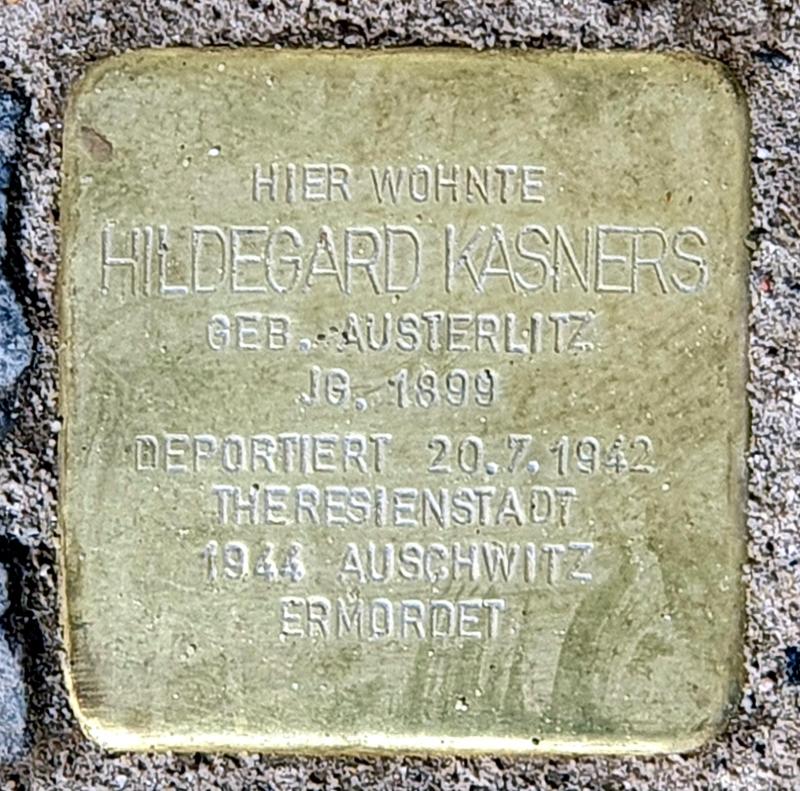 HIER WOHNTE
HILDEGARD KASNERS
GEB. AUSTERLITZ
JG. 1899
DEPORTIERT 20.7.1942
THERESIENSTADT
1944 AUSCHWITZ
ERMORDET